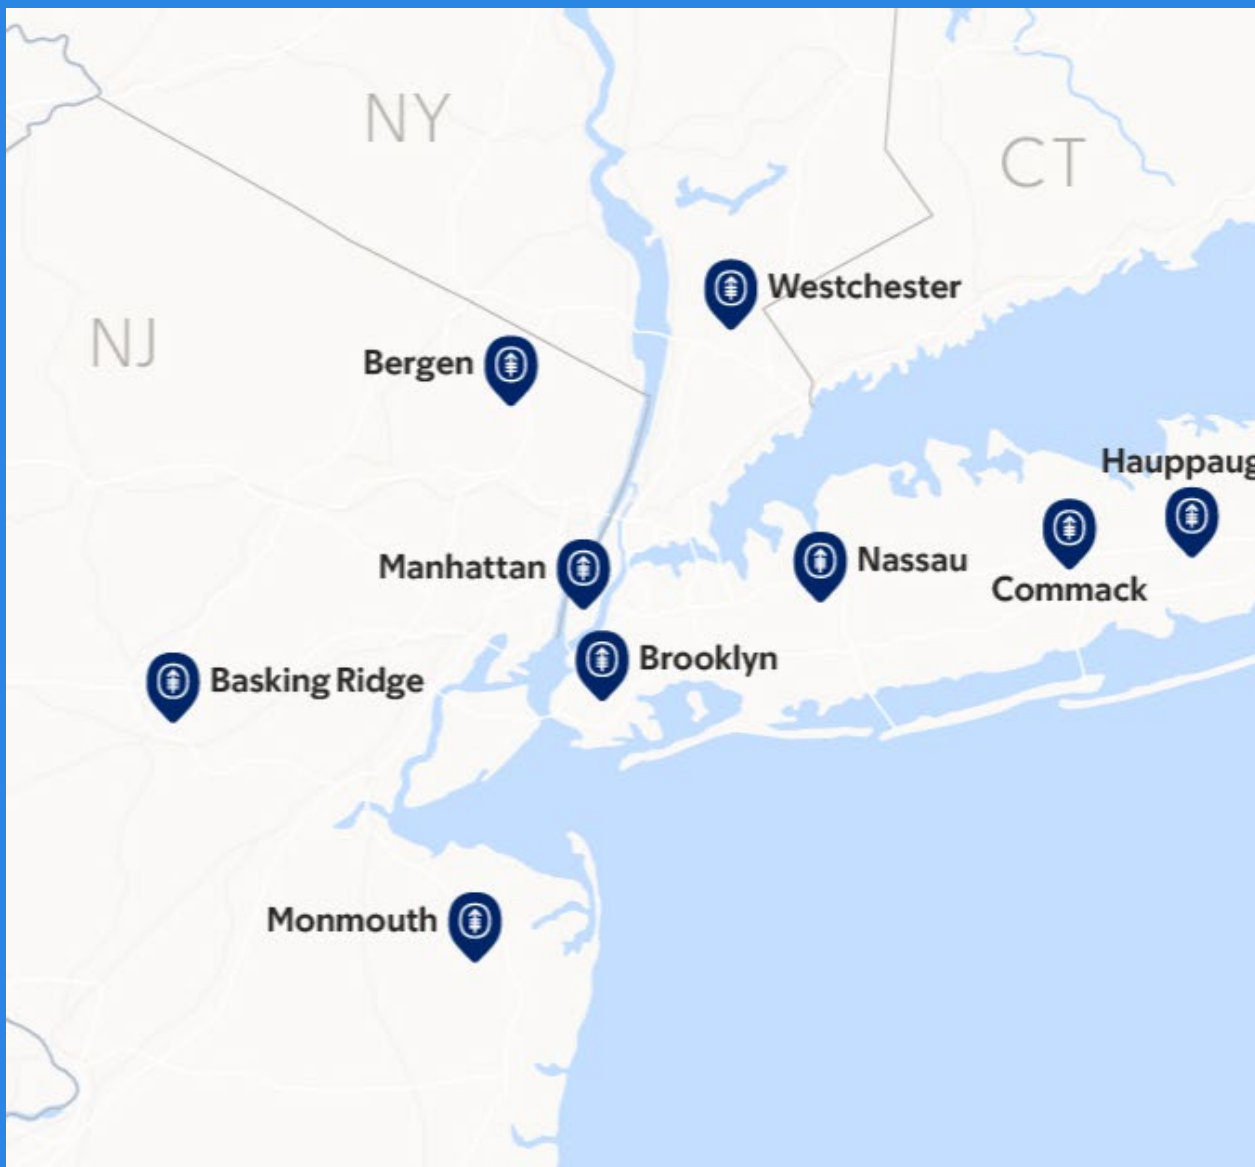 NY
CT
Westchester
NJ
Bergen
Hauppaug
Manhattan
Nassau
Commack
Brooklyn
Basking Ridge
Monmouth